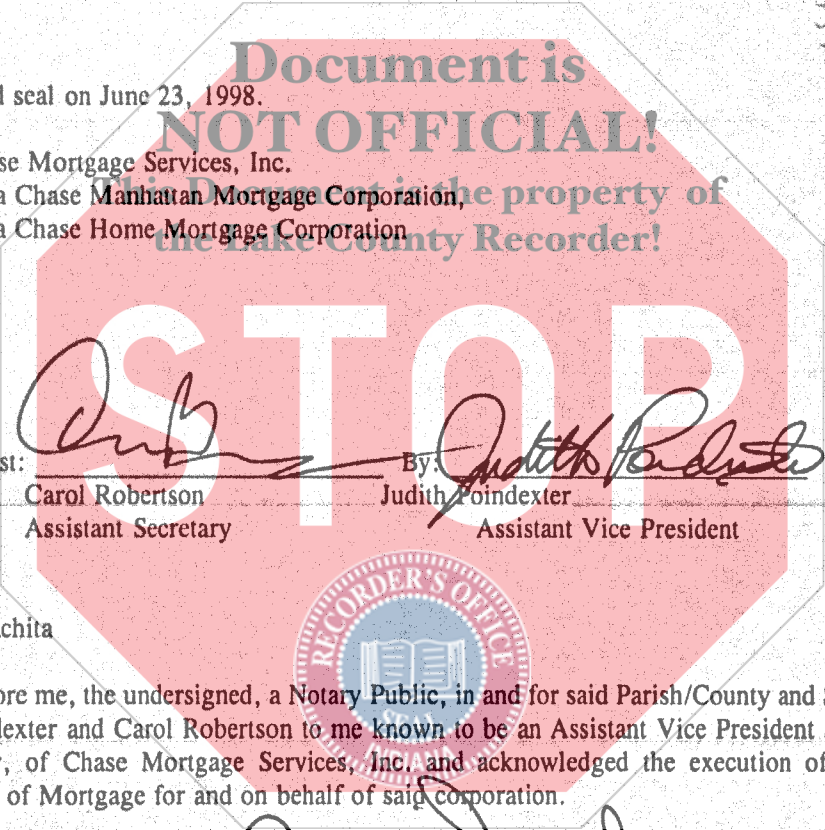 Document is
l seal on June 23, 1998.
NOT OFFICIAL!
se Mortgage Services, Inc.
a Chase Manhattan Mortgage Corporation,
This Document is the property of
a Chase Home Mortgage Corporation
the Lake County Recorder!
STOP
st: By: Judith Poindexter
Carol Robertson Judith Poindexter
Assistant Secretary Assistant Vice President
RECORDER'S OFFICE
chita
SEAL
INDIANA
ore me, the undersigned, a Notary Public, in and for said Parish/County and
dexter and Carol Robertson to me known to be an Assistant Vice President
, of Chase Mortgage Services, Inc. and acknowledged the execution of
of Mortgage for and on behalf of said corporation.